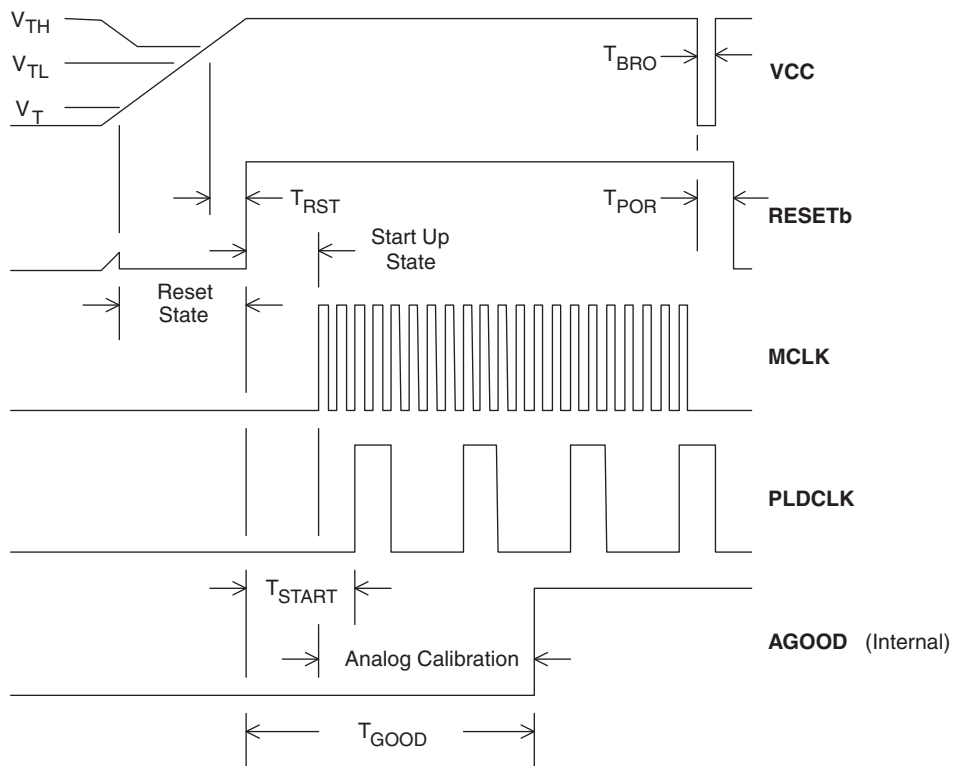 VTH
VTL
VT
TBRO
VCC
TRST
TPOR
RESETb
Start Up
State
Reset
State
MCLK
PLDCLK
TSTART
Analog Calibration
AGOOD (Internal)
TGOOD